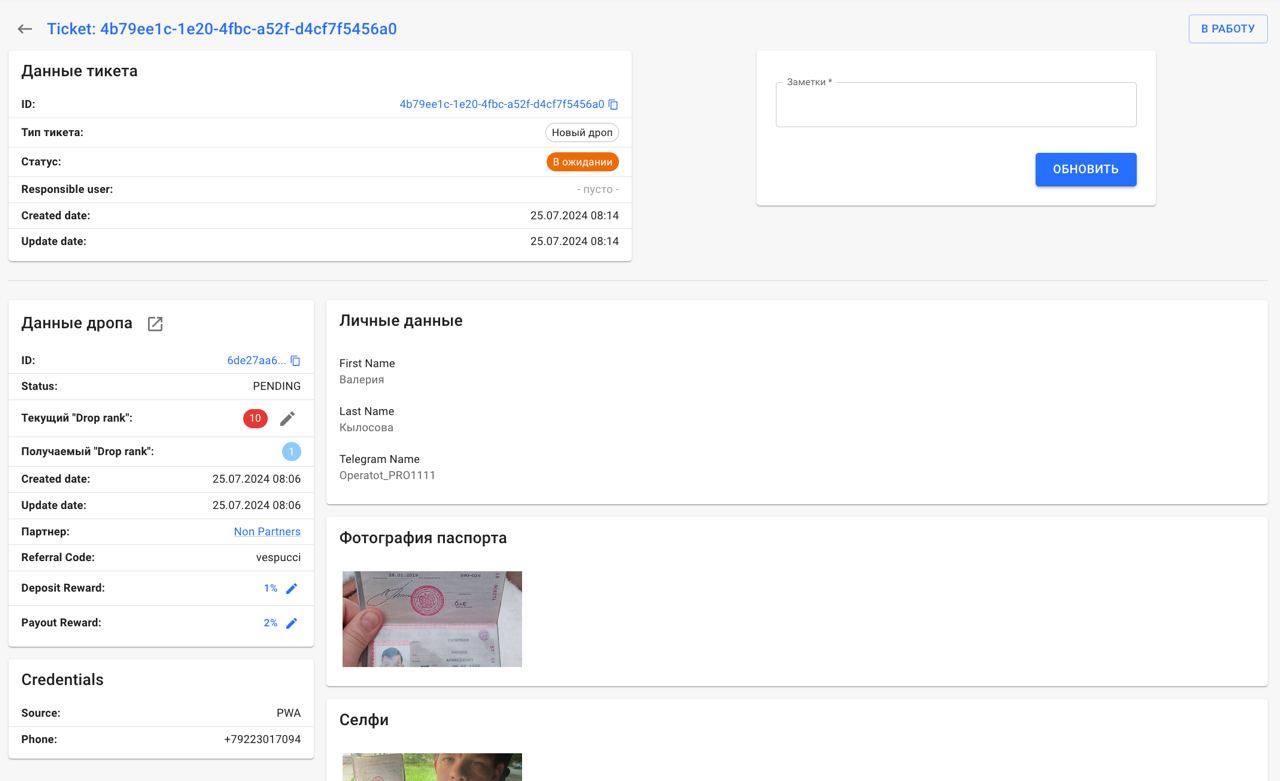 Ticket: 4b79ee1c-1e20-4fbc-a52f-d4cf7f5456a0
В РАБОТУ
Данные тикета
ID: 4b79ee1c-1e20-4fbc-a52f-d4cf7f5456a0
Тип тикета: Новый дроп
Статус: В ожидании
Responsible user: - пусто -
Created date: 25.07.2024 08:14
Update date: 25.07.2024 08:14
Заметки *
ОБНОВИТЬ
Данные дропа
ID: 6de27aa6...
Status: PENDING
Текущий "Drop rank": 10
Получаемый "Drop rank": 1
Created date: 25.07.2024 08:06
Update date: 25.07.2024 08:06
Партнер: Non Partners
Referral Code: vespucci
Deposit Reward: 1%
Payout Reward: 2%
Credentials
Source: PWA
Phone: +79223017094
Личные данные
First Name
Валерия
Last Name
Кылосова
Telegram Name
Operatot_PRO1111
Фотография паспорта
Селфи